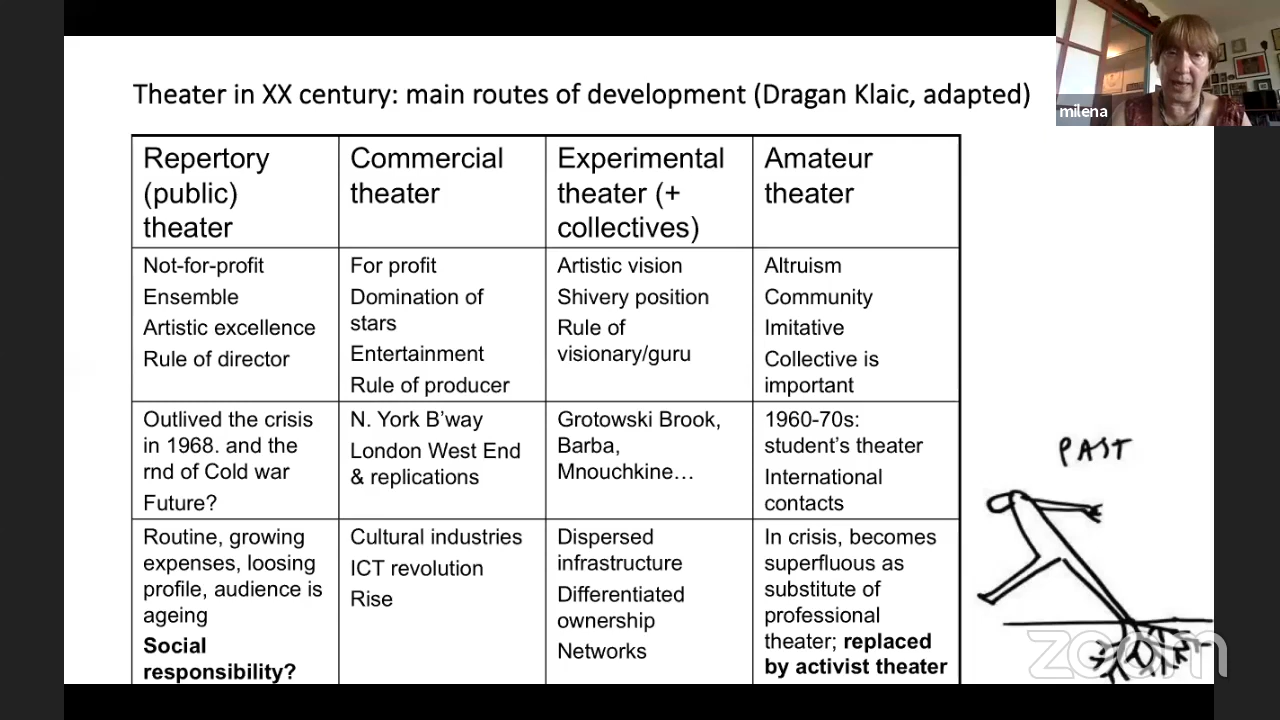 Theater in XX century: main routes of development (Dragan Klaic, adapted)
milena
Repertory
(public)
theater
Commercial
theater
Experimental
theater (+
collectives)
Amateur
theater
Not-for-profit
Ensemble
Artistic excellence
Rule of director
For profit
Domination of
stars
Entertainment
Rule of producer
Artistic vision
Shivery position
Rule of
visionary/guru
Altruism
Community
Imitative
Collective is
important
Outlived the crisis
in 1968. and the
rnd of Cold war
Future?
N. York B'way
London West End
& replications
Grotowski Brook,
Barba,
Mnouchkine…
1960-70s:
student's theater
International
contacts
Routine, growing
expenses, loosing
profile, audience is
ageing
Social
responsibility?
Cultural industries
ICT revolution
Rise
Dispersed
infrastructure
Differentiated
ownership
Networks
In crisis, becomes
superfluous as
substitute of
professional
theater; replaced
by activist theater
PAST
zoom